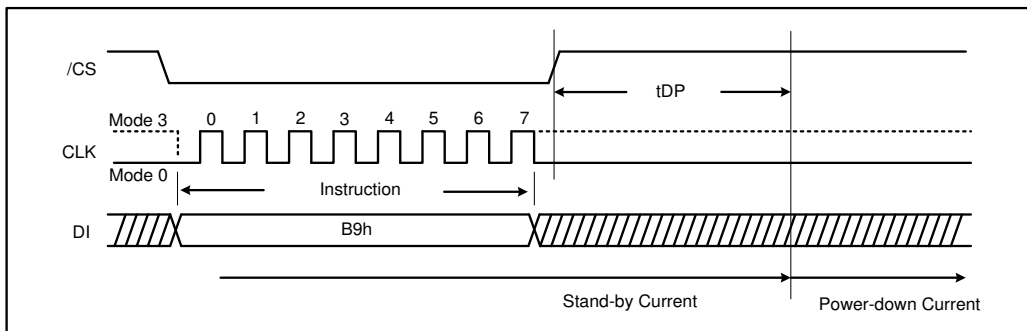 /CS
tDP
Mode 3
0 1 2 3 4 5 6 7
CLK
Mode 0
Instruction
DI
B9h
Stand-by Current
Power-down Current